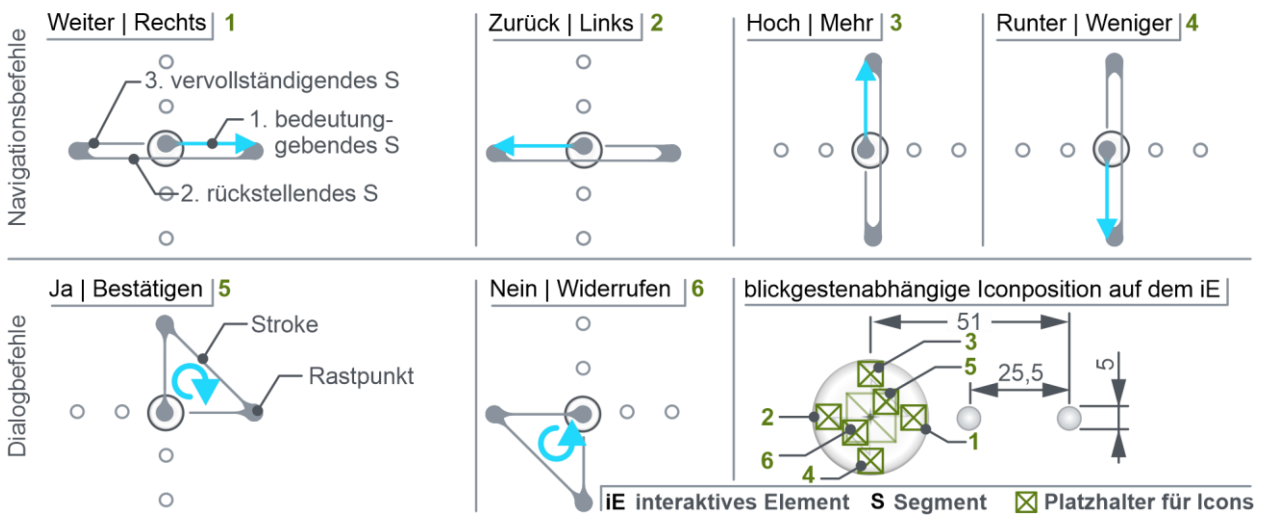 Navigationsbefehle
Weiter | Rechts 1
3. vervollständigendes S
1. bedeutung-
gebendes S
2. rückstellendes S
Zurück | Links 2
Hoch | Mehr 3
Runter | Weniger 4
Dialogbefehle
Ja | Bestätigen 5
Stroke
Rastpunkt
Nein | Widerrufen 6
blickgestenabhängige Iconposition auf dem iE
51
3
5
25,5
5
2
1
6
4
iE interaktives Element S Segment Platzhalter für Icons